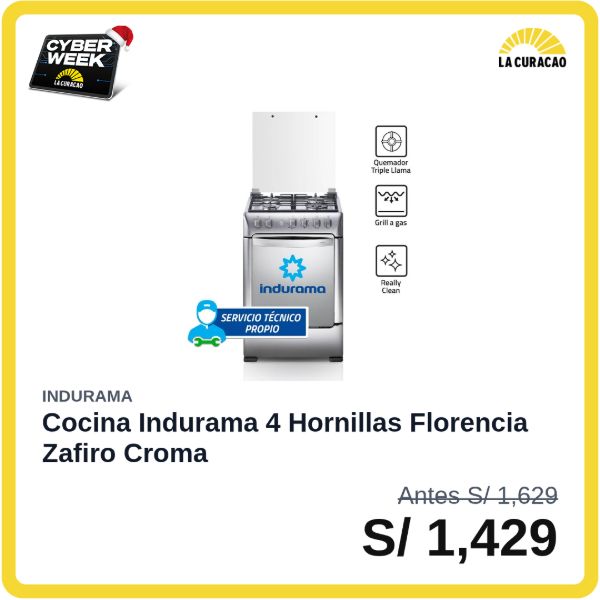 CYBER
WEEK
LA CURACAO
LA CURACAO
Quemador
Triple Llama
Grill a gas
Really
Clean
indurama
SERVICIO TÉCNICO
PROPIO
INDURAMA
Cocina Indurama 4 Hornillas Florencia
Zafiro Croma
Antes S/ 1,629
S/ 1,429